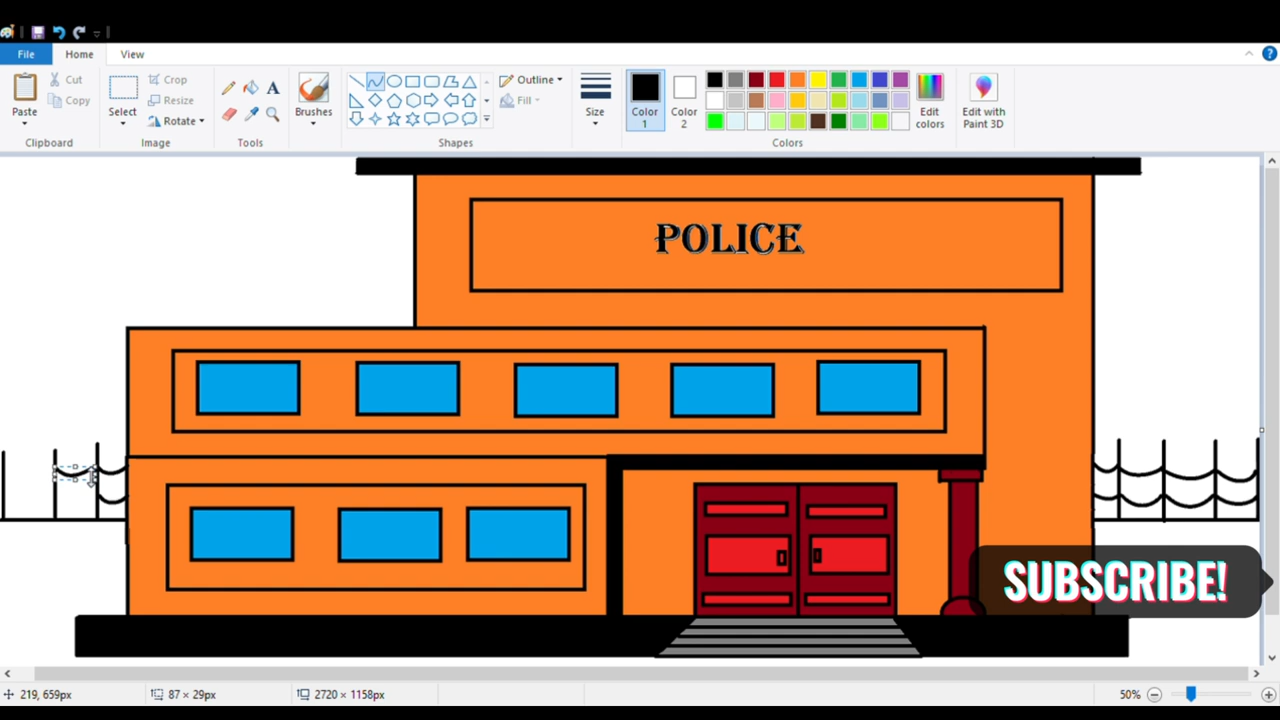 File Home View
Cut
Crop
Copy
Resize
Rotate
Paste
Select
Brushes
Outline
Fill
Size
Color 1
Color 2
Edit colors
Edit with Paint 3D
Clipboard
Image
Tools
Shapes
Colors
A
?
POLICE
SUBSCRIBE!
219, 659px
87 × 29px
2720 × 1158px
50%